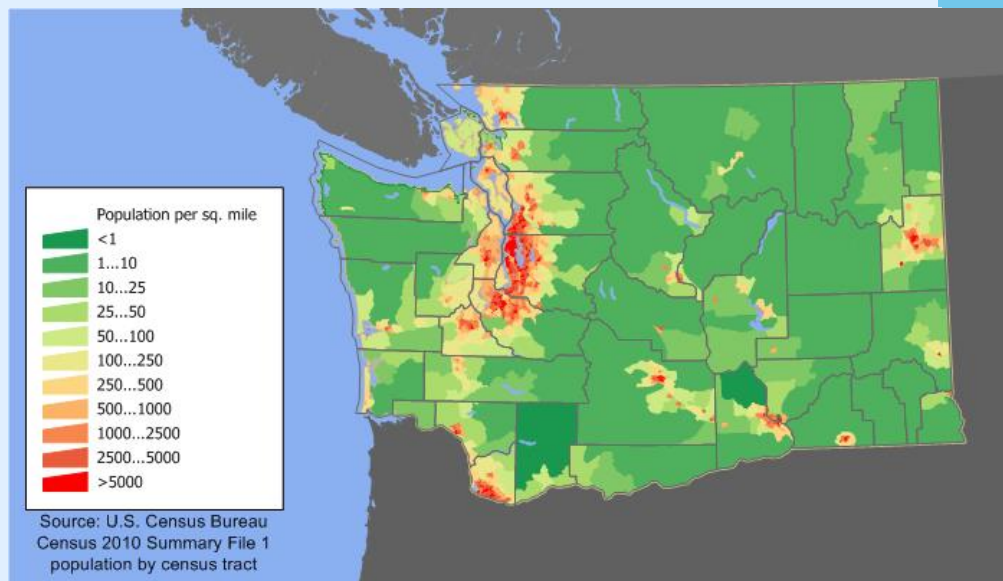 Population per sq. mile
<1
1...10
10...25
25...50
50...100
100...250
250...500
500...1000
1000...2500
2500...5000
>5000
Source: U.S. Census Bureau
Census 2010 Summary File 1
population by census tract